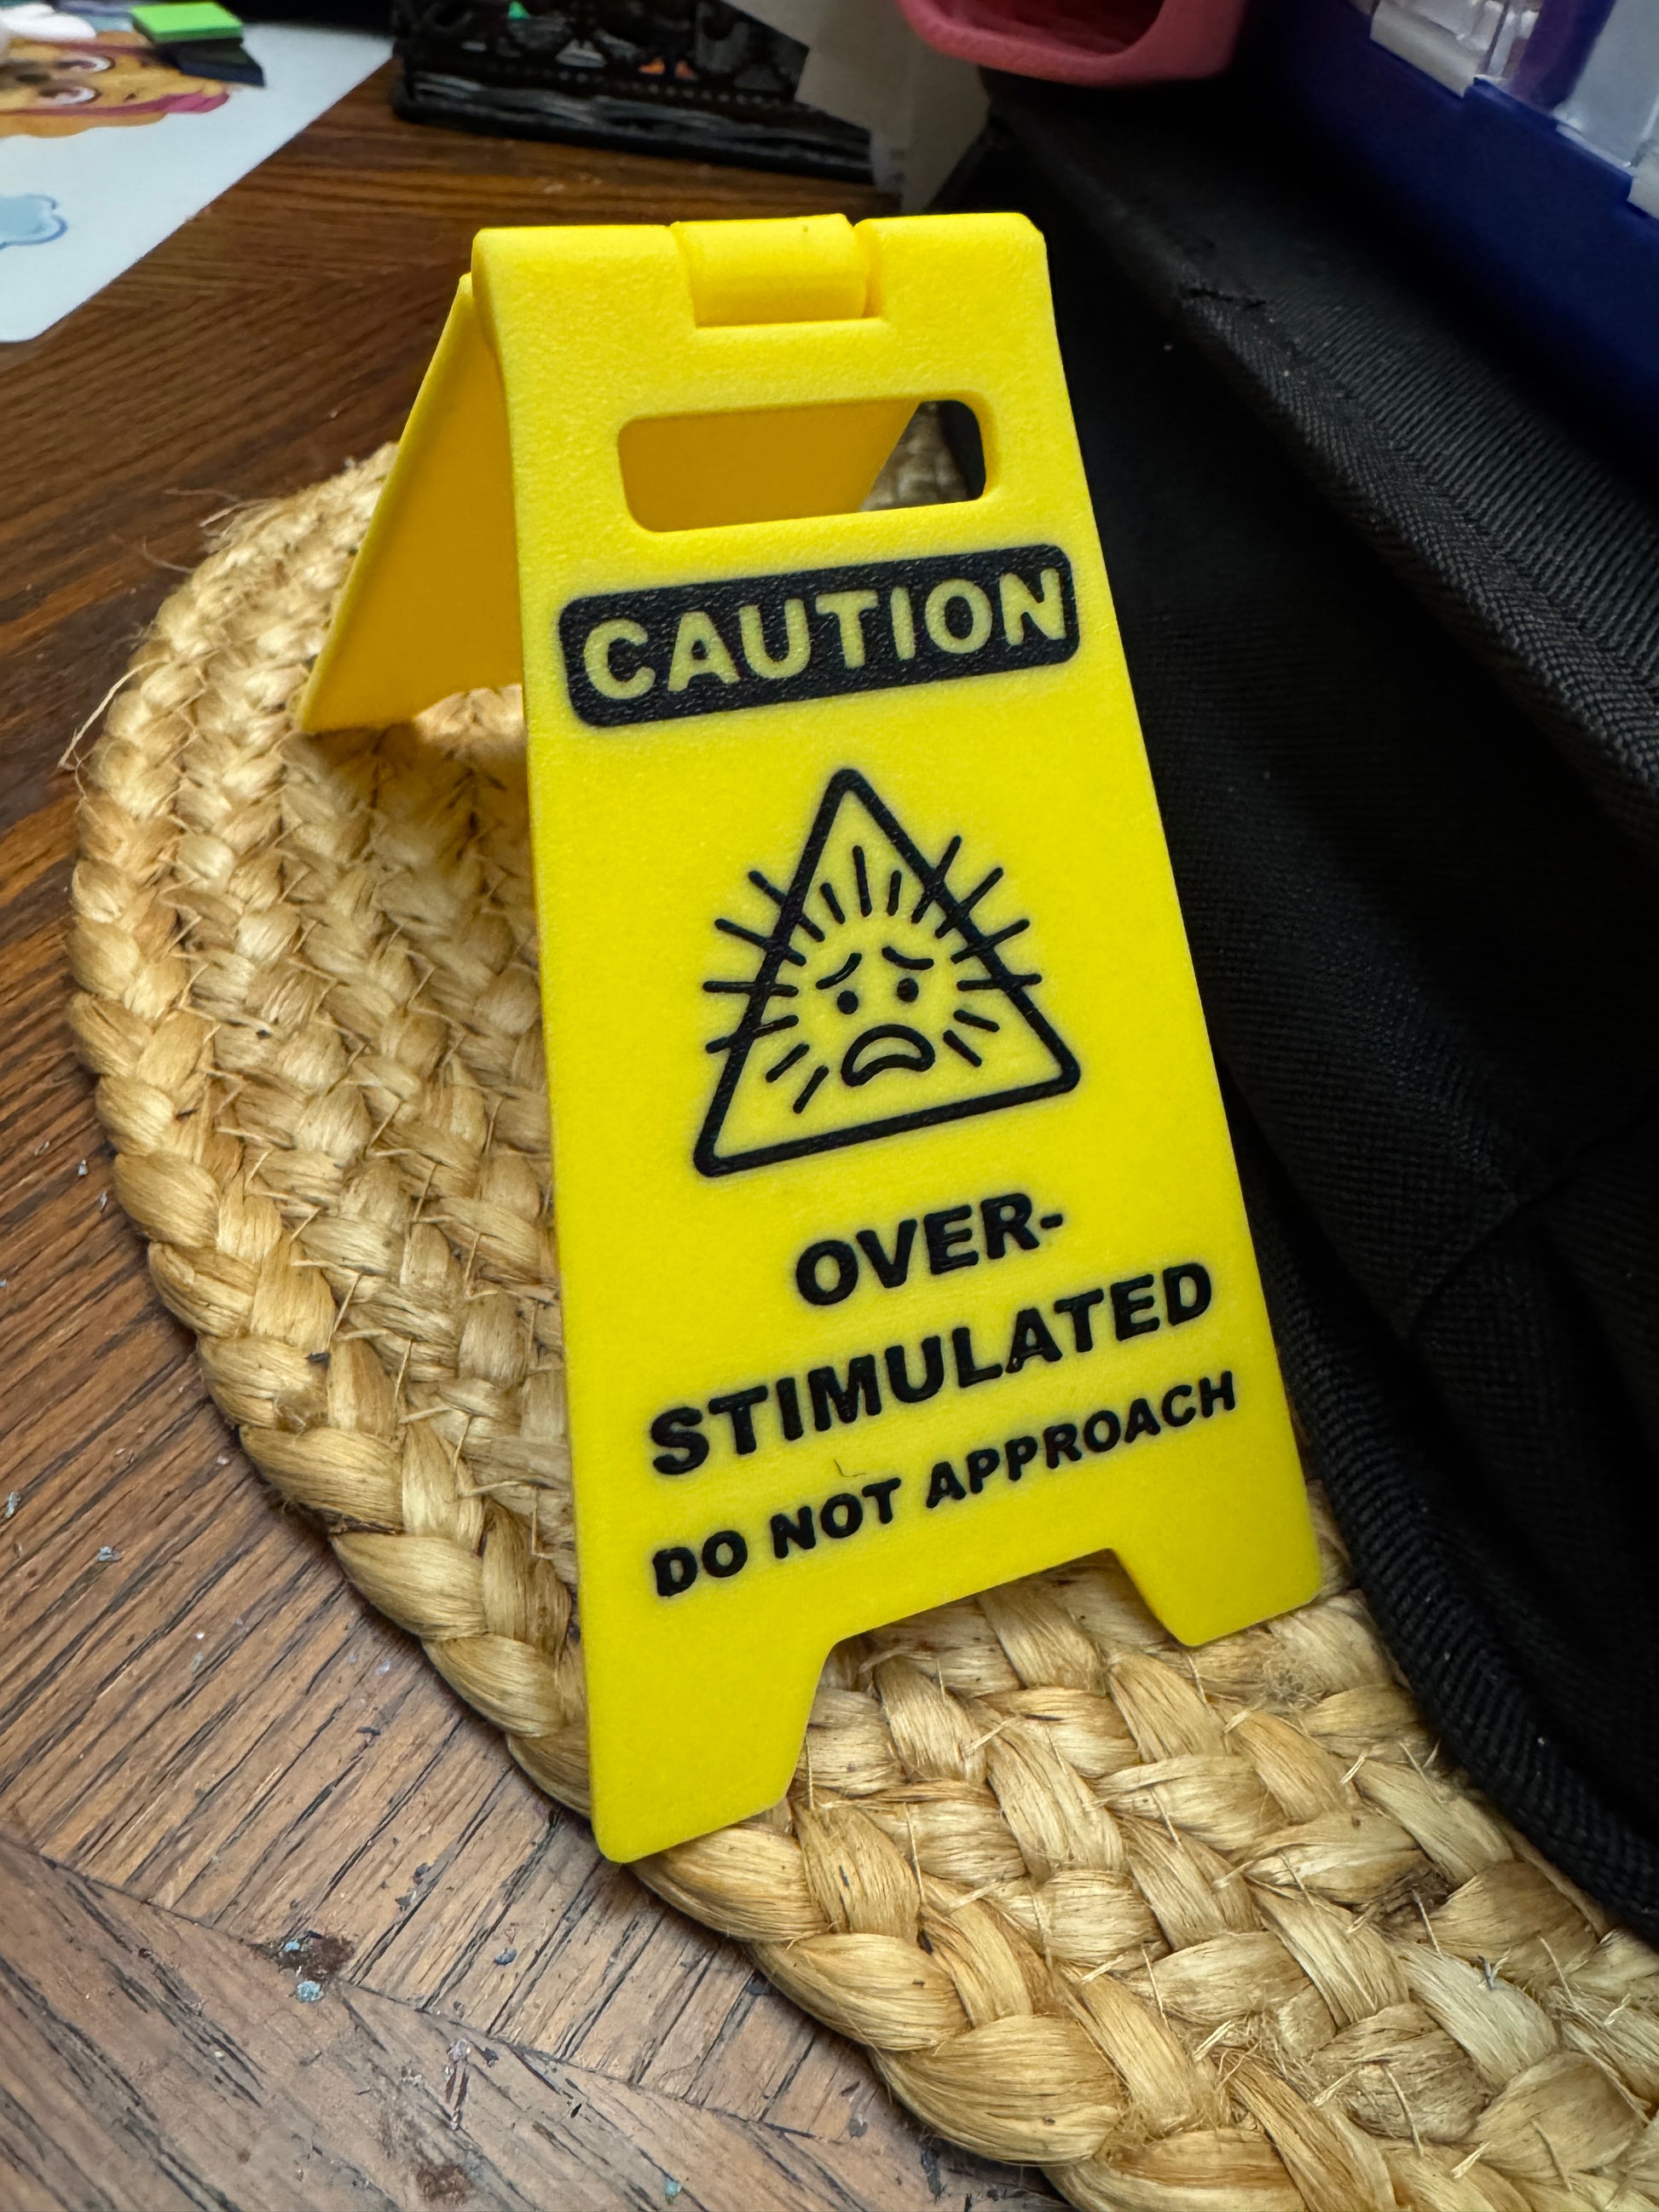 CAUTION
OVER-
STIMULATED
DO NOT APPROACH